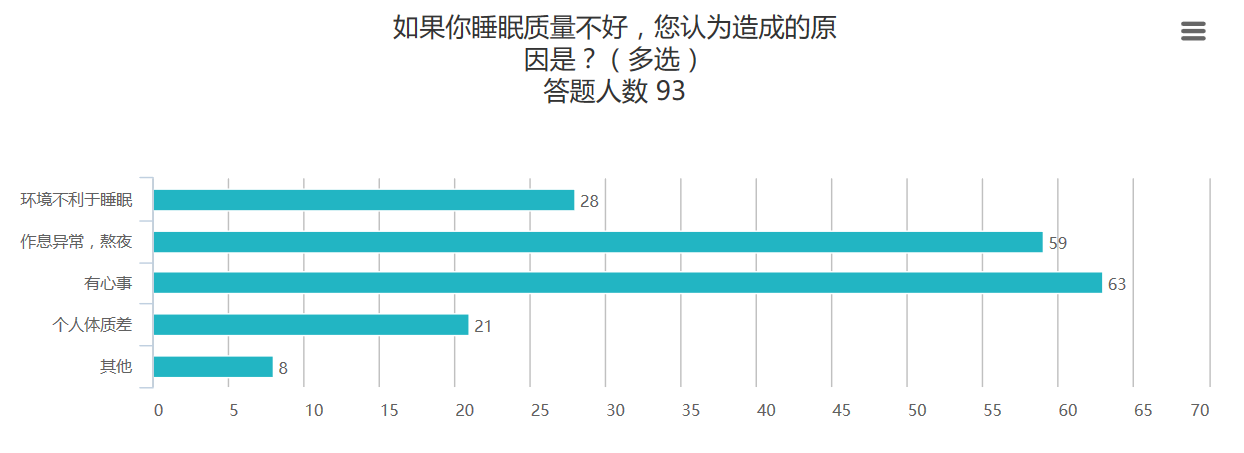 如果你睡眠质量不好，您认为造成的原
因是？（多选）
答题人数 93
环境不利于睡眠 28
作息异常，熬夜 59
有心事 63
个人体质差 21
其他 8
0 5 10 15 20 25 30 35 40 45 50 55 60 65 70